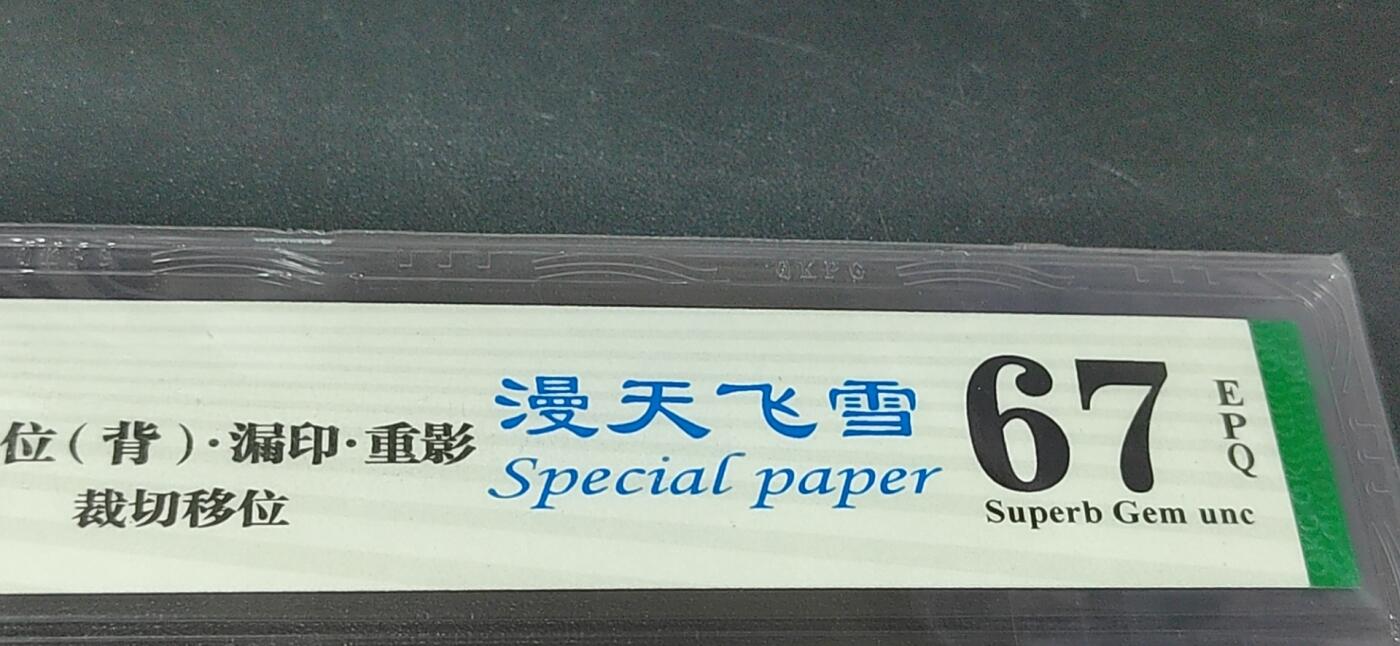 QKPG
位(背)·漏印·重影
裁切移位
漫天飞雪
Special paper
67
EPQ
Superb Gem unc